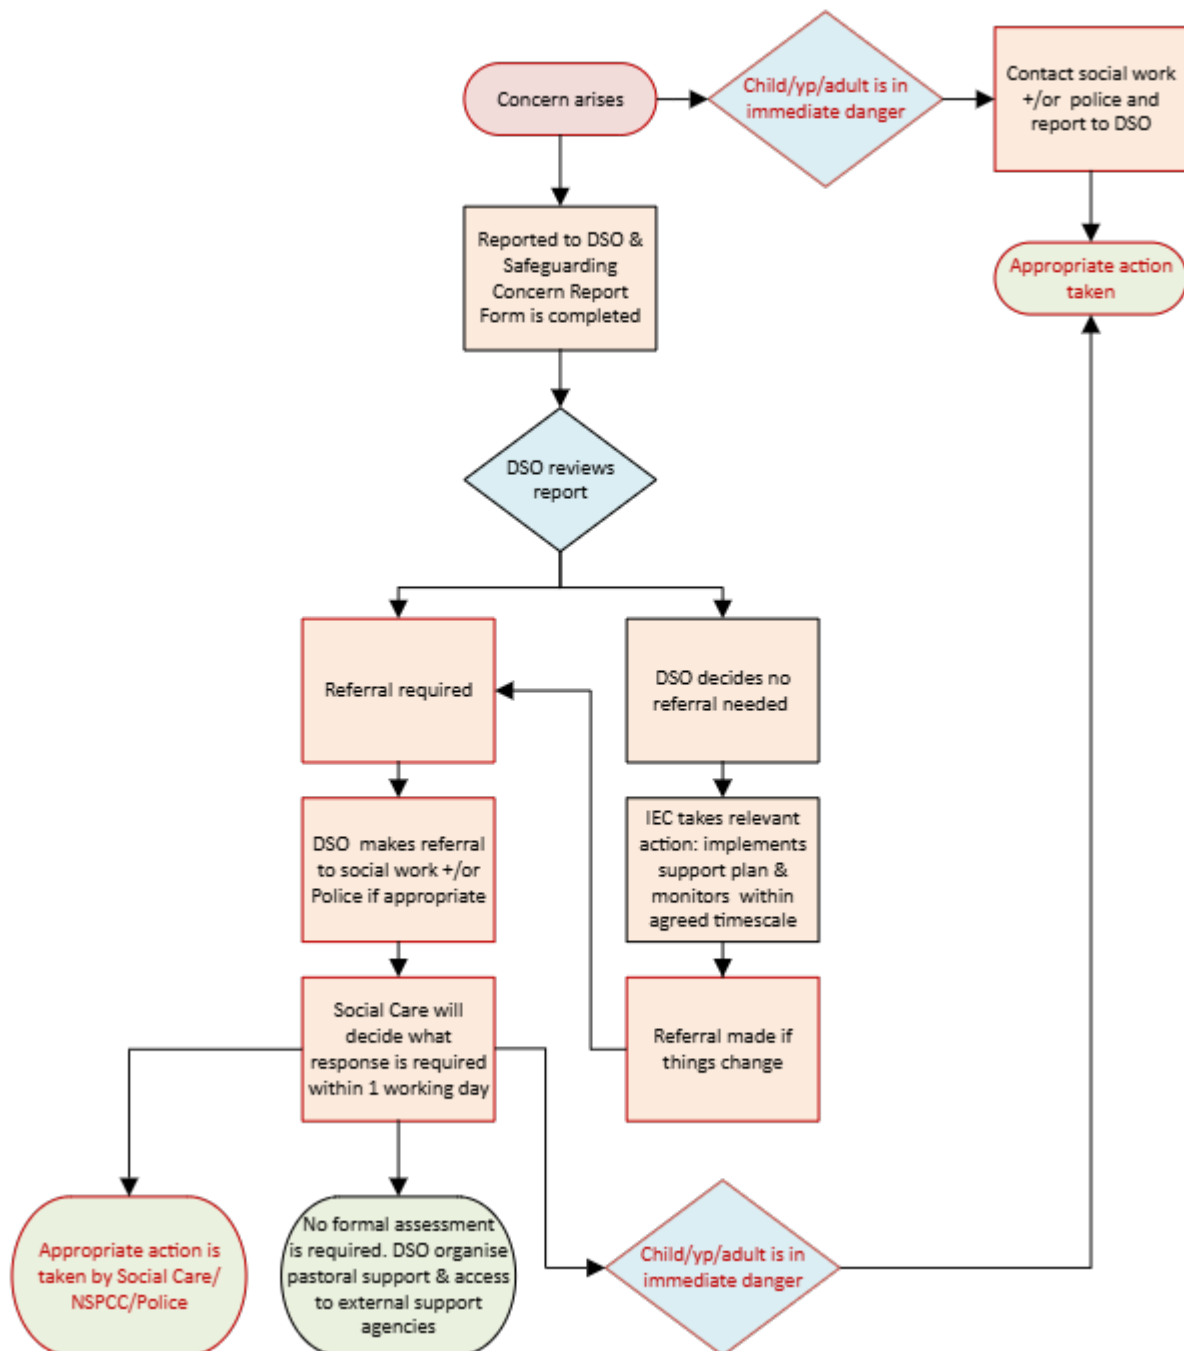 Concern arises
Child/yp/adult is in
immediate danger
Contact social work
+/or police and
report to DSO
Reported to DSO &
Safeguarding
Concern Report
Form is completed
Appropriate action
taken
DSO reviews
report
Referral required
DSO decides no
referral needed
DSO makes referral
to social work +/or
Police if appropriate
IEC takes relevant
action: implements
support plan &
monitors within
agreed timescale
Social Care will
decide what
response is required
within 1 working day
Referral made if
things change
Appropriate action is
taken by Social Care/
NSPCC/Police
No formal assessment
is required. DSO organise
pastoral support & access
to external support
agencies
Child/yp/adult is in
immediate danger